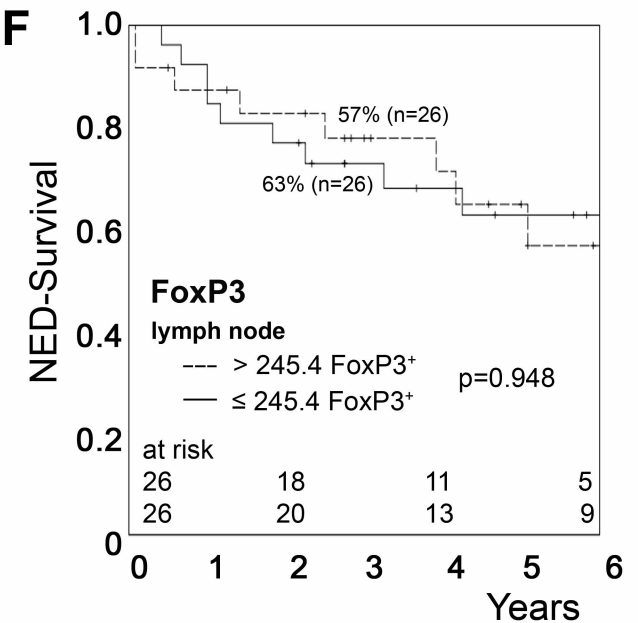 F
1.0
0.8
0.6
0.4
0.2
0
NED-Survival
57% (n=26)
63% (n=26)
FoxP3
lymph node
> 245.4 FoxP3⁺
≤ 245.4 FoxP3⁺
p=0.948
at risk
26 18 11 5
26 20 13 9
0 1 2 3 4 5 6
Years